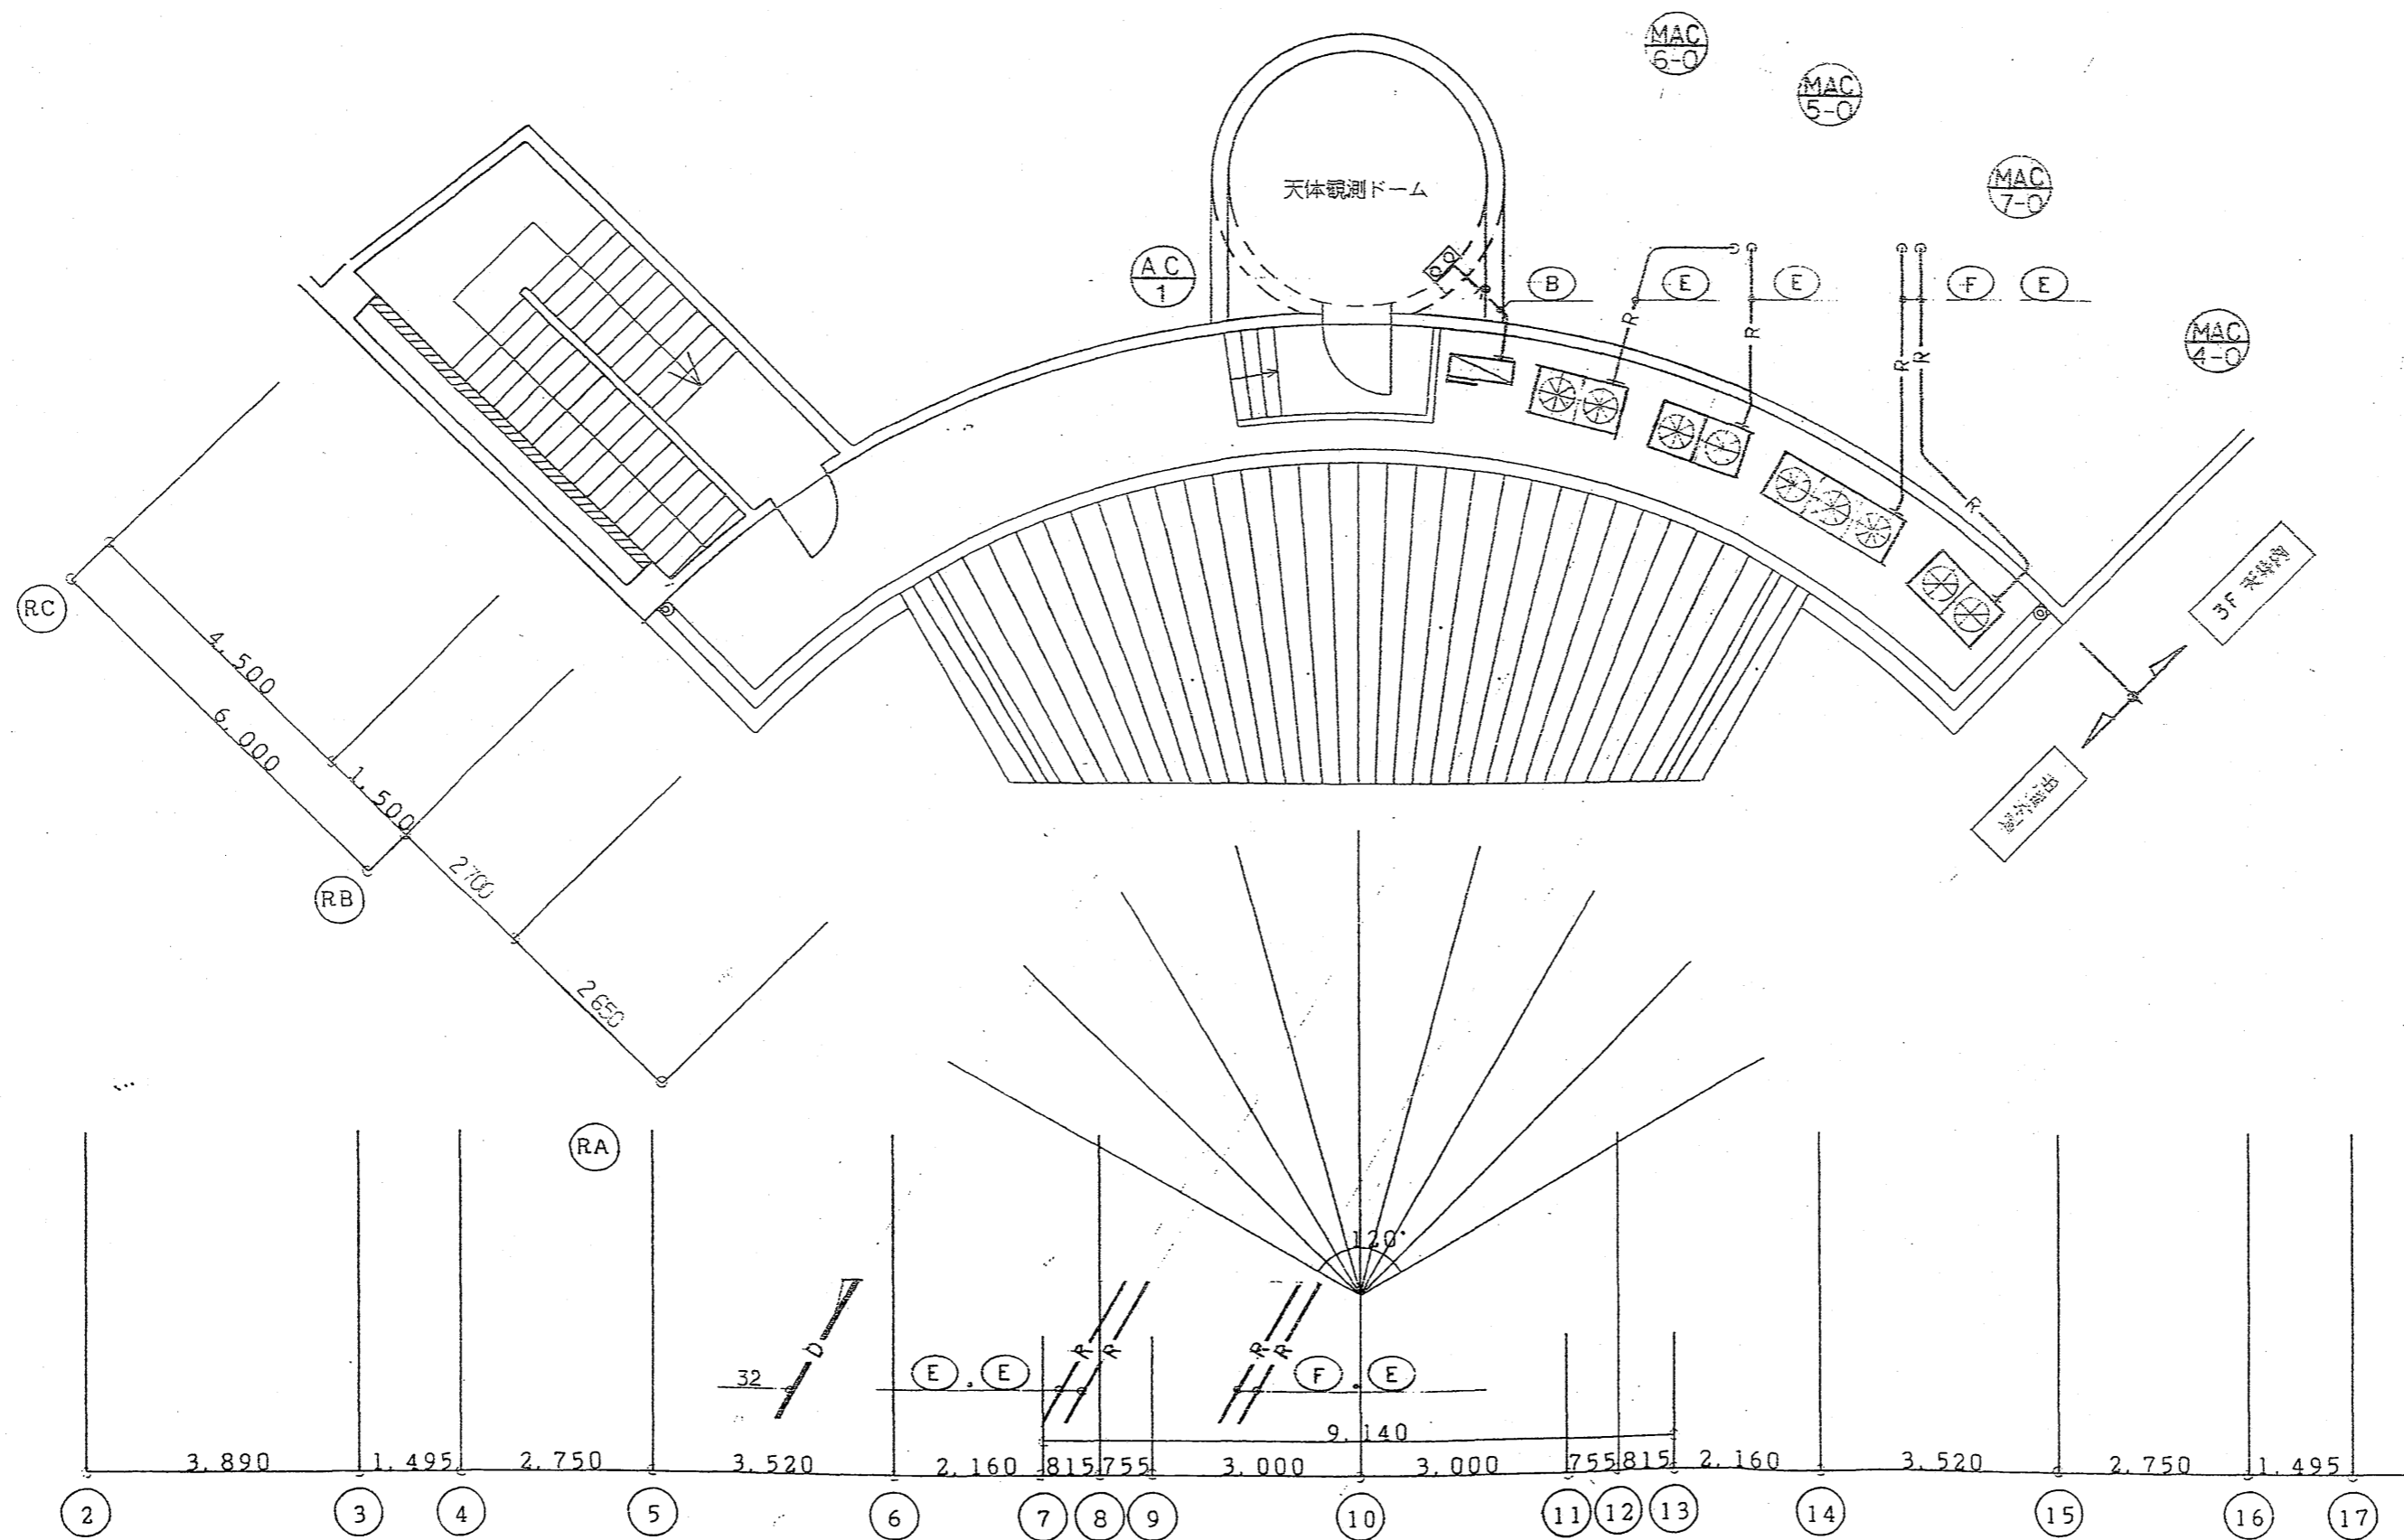 MAC
6-0
MAC
5-0
MAC
7-0
天体観測ドーム
AC
1
B
E
E
F
E
MAC
4-0
R
R
R
R
R
3F
RC
4,500
6,000
1,500
RB
2700
2650
RA
120°
D
R
R
R
R
32
E . E
F . E
9,140
3,890
1,495
2,750
3,520
2,160
815
755
3,000
3,000
755
815
2,160
3,520
2,750
1,495
2
3
4
5
6
7
8
9
10
11
12
13
14
15
16
17